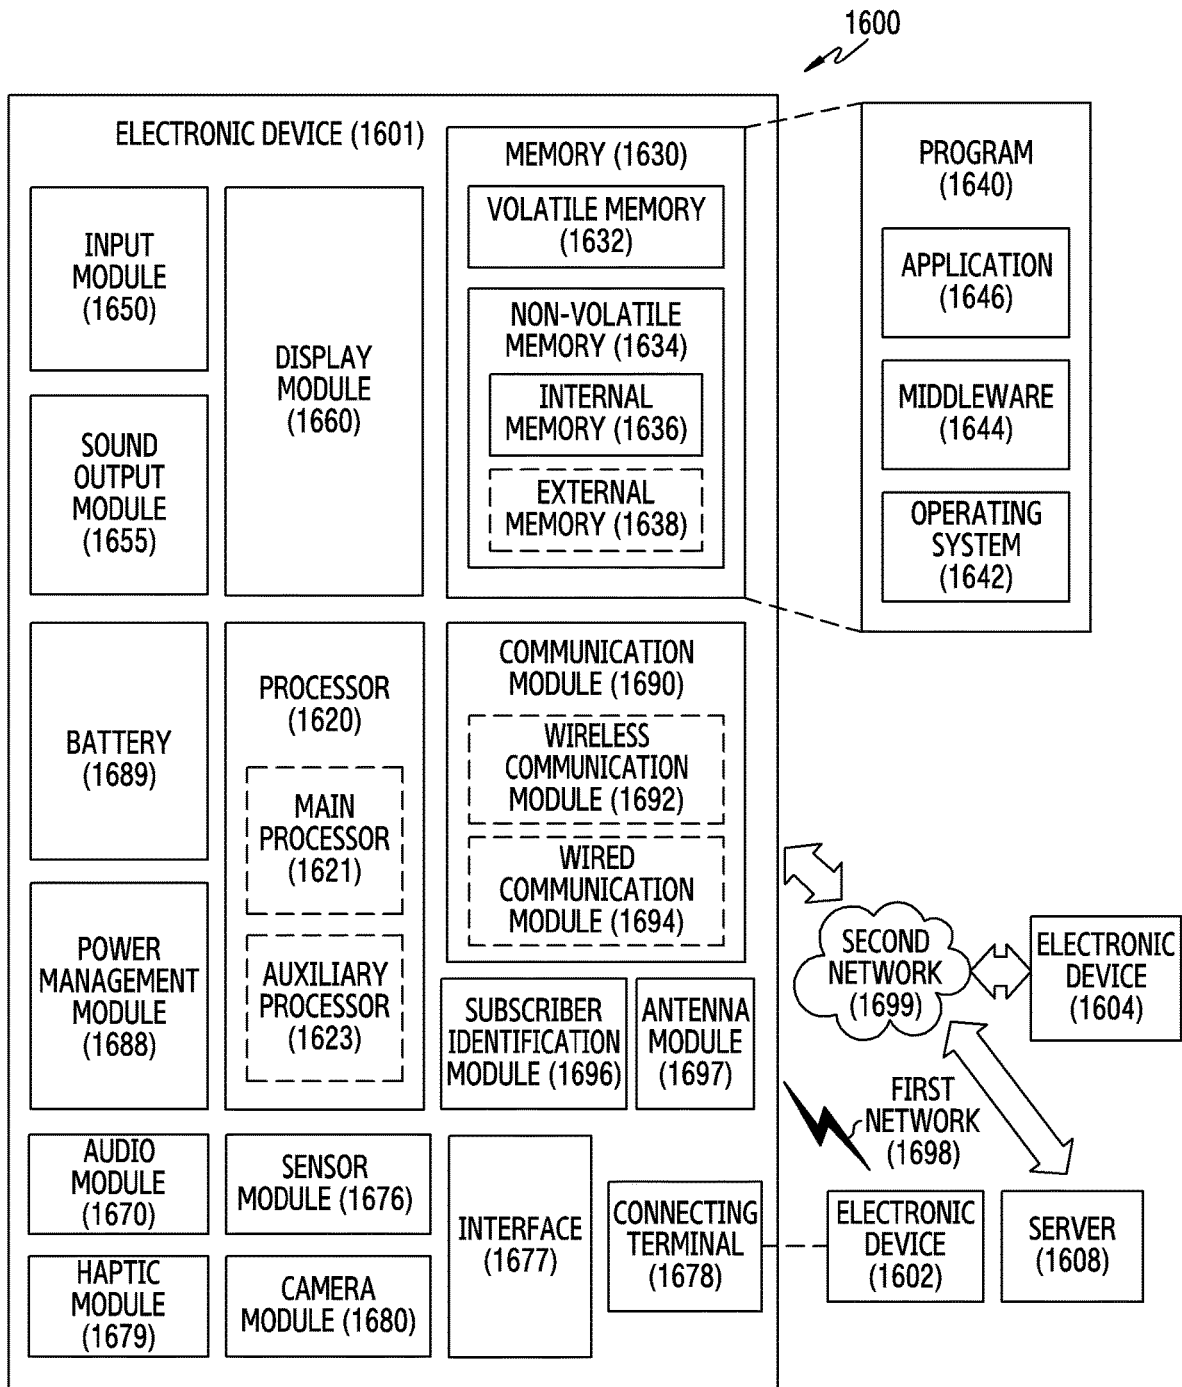 1600
ELECTRONIC DEVICE (1601)
INPUT
MODULE
(1650)
SOUND
OUTPUT
MODULE
(1655)
DISPLAY
MODULE
(1660)
MEMORY (1630)
VOLATILE MEMORY
(1632)
NON-VOLATILE
MEMORY (1634)
INTERNAL
MEMORY (1636)
EXTERNAL
MEMORY (1638)
PROGRAM
(1640)
APPLICATION
(1646)
MIDDLEWARE
(1644)
OPERATING
SYSTEM
(1642)
BATTERY
(1689)
POWER
MANAGEMENT
MODULE
(1688)
PROCESSOR
(1620)
MAIN
PROCESSOR
(1621)
AUXILIARY
PROCESSOR
(1623)
COMMUNICATION
MODULE (1690)
WIRELESS
COMMUNICATION
MODULE (1692)
WIRED
COMMUNICATION
MODULE (1694)
SUBSCRIBER
IDENTIFICATION
MODULE (1696)
ANTENNA
MODULE
(1697)
SECOND
NETWORK
(1699)
ELECTRONIC
DEVICE
(1604)
FIRST
NETWORK
(1698)
AUDIO
MODULE
(1670)
SENSOR
MODULE (1676)
HAPTIC
MODULE
(1679)
CAMERA
MODULE (1680)
INTERFACE
(1677)
CONNECTING
TERMINAL
(1678)
ELECTRONIC
DEVICE
(1602)
SERVER
(1608)